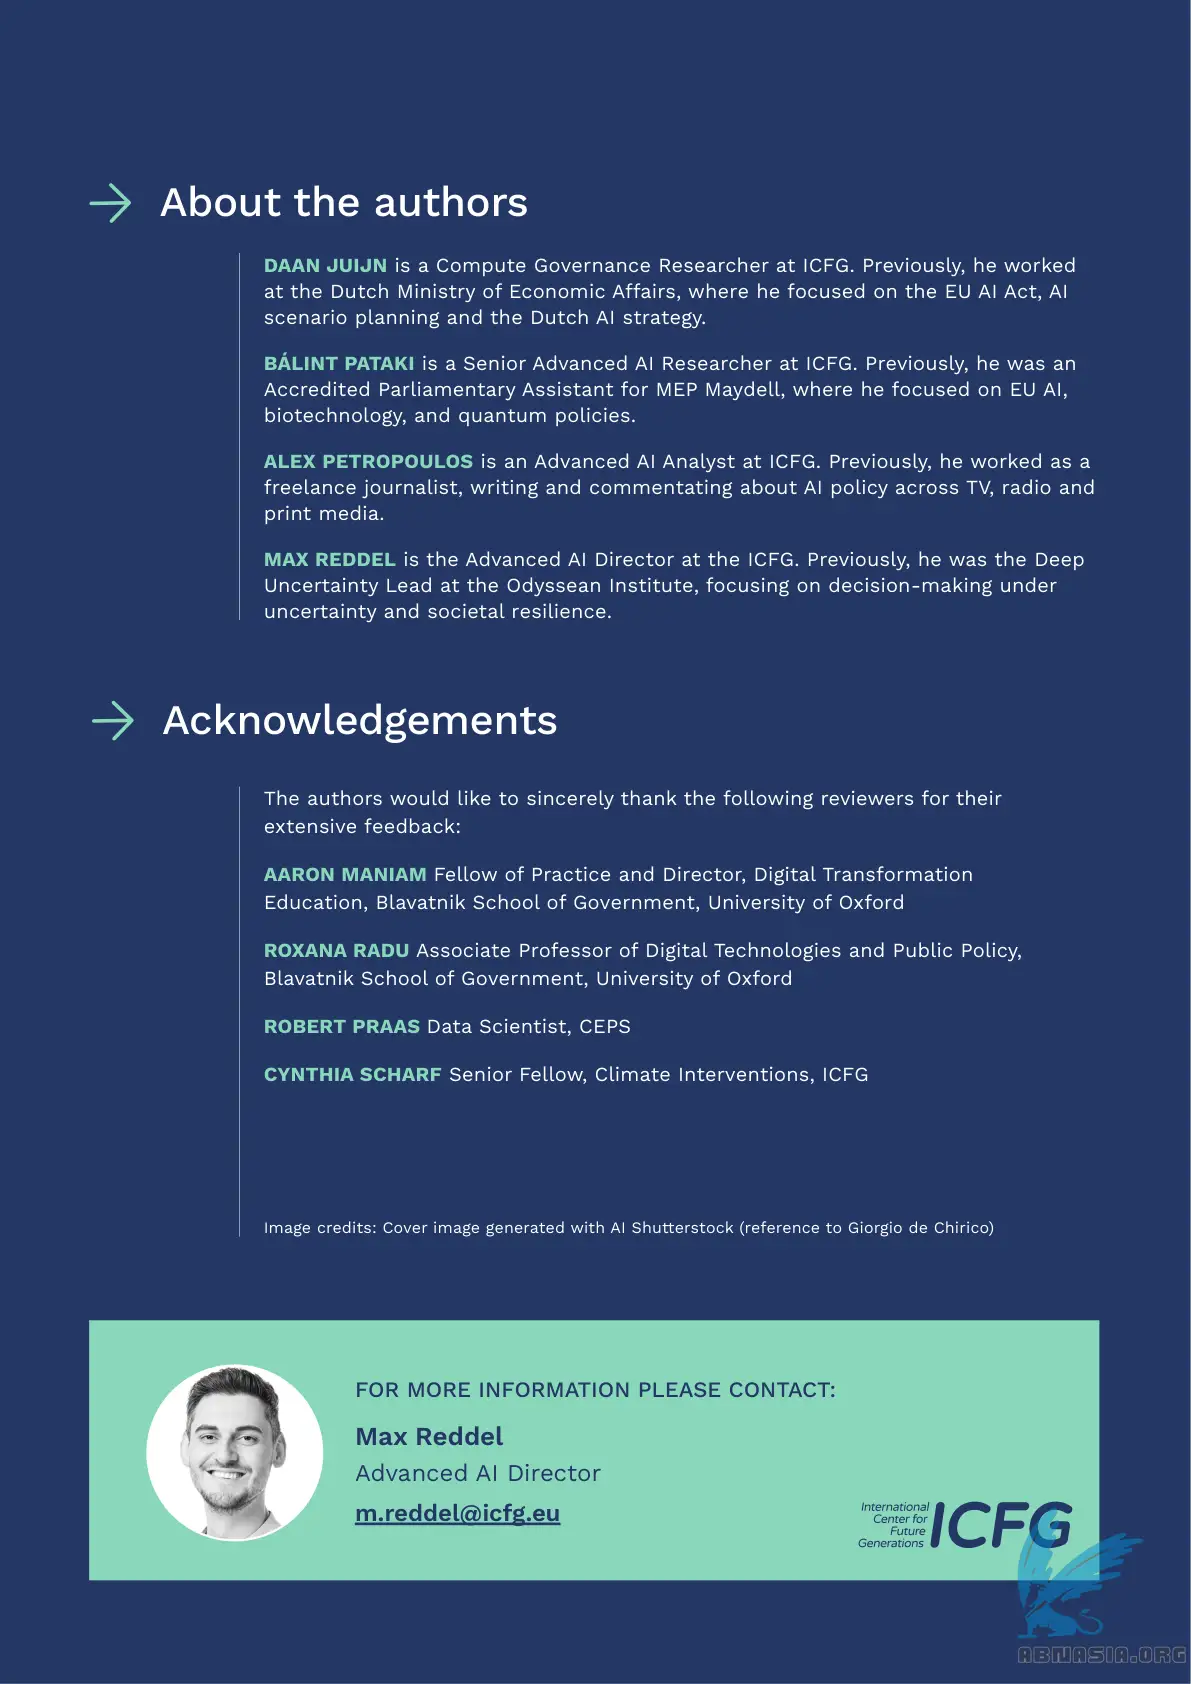 About the authors
DAAN JUIJN is a Compute Governance Researcher at ICFG. Previously, he worked
at the Dutch Ministry of Economic Affairs, where he focused on the EU AI Act, AI
scenario planning and the Dutch AI strategy.
BÁLINT PATAKI is a Senior Advanced AI Researcher at ICFG. Previously, he was an
Accredited Parliamentary Assistant for MEP Maydell, where he focused on EU AI,
biotechnology, and quantum policies.
ALEX PETROPOULOS is an Advanced AI Analyst at ICFG. Previously, he worked as a
freelance journalist, writing and commentating about AI policy across TV, radio and
print media.
MAX REDDEL is the Advanced AI Director at the ICFG. Previously, he was the Deep
Uncertainty Lead at the Odyssean Institute, focusing on decision-making under
uncertainty and societal resilience.
Acknowledgements
The authors would like to sincerely thank the following reviewers for their
extensive feedback:
AARON MANIAM Fellow of Practice and Director, Digital Transformation
Education, Blavatnik School of Government, University of Oxford
ROXANA RADU Associate Professor of Digital Technologies and Public Policy,
Blavatnik School of Government, University of Oxford
ROBERT PRAAS Data Scientist, CEPS
CYNTHIA SCHARF Senior Fellow, Climate Interventions, ICFG
Image credits: Cover image generated with AI Shutterstock (reference to Giorgio de Chirico)
FOR MORE INFORMATION PLEASE CONTACT:
Max Reddel
Advanced AI Director
m.reddel@icfg.eu
International
Center for
Future
Generations
ICFG
ABNASIA.ORG